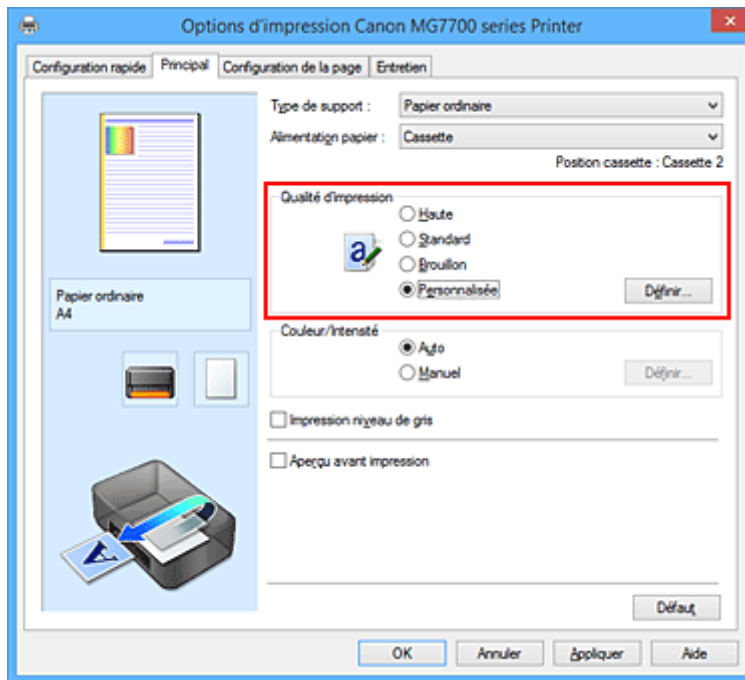 Options d'impression Canon MG7700 series Printer
Configuration rapide Principal Configuration de la page Entretien
Type de support : Papier ordinaire
Alimentation papier : Cassette
Position cassette : Cassette 2
Qualité d'impression
Haute
Standard
Brouillon
Personnalisée Définir...
Papier ordinaire
A4
Couleur/Intensité
Auto
Manuel Définir...
Impression niveau de gris
Aperçu avant impression
Défaut
OK Annuler Appliquer Aide